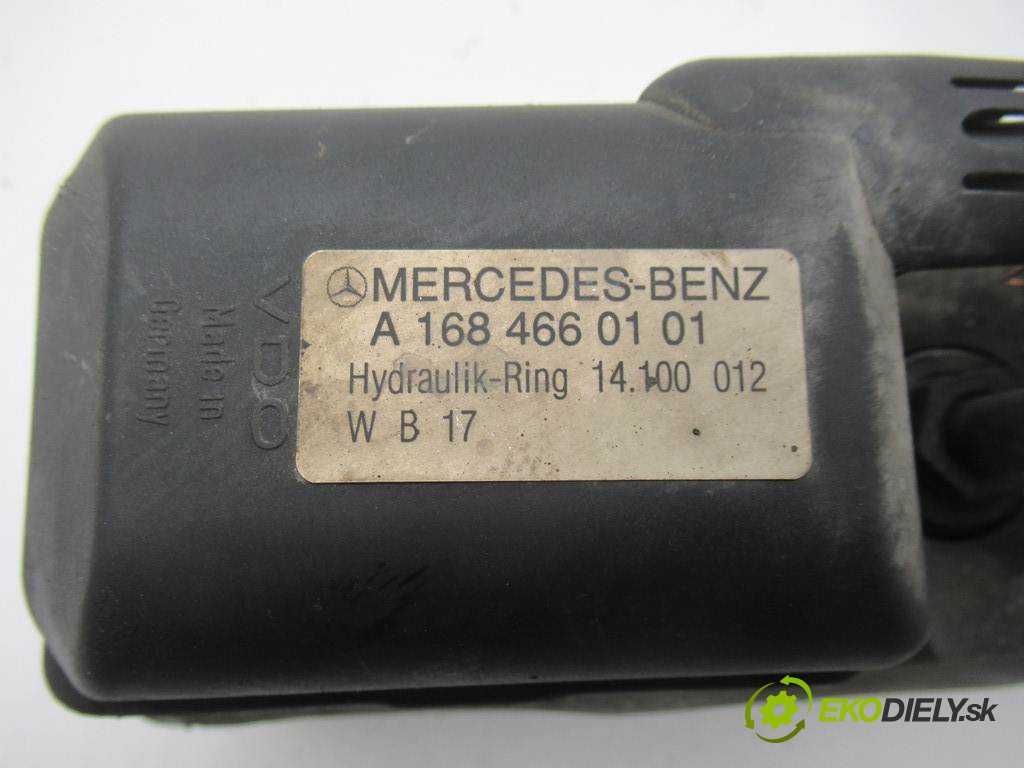 MERCEDES-BENZ
A 168 466 01 01
Hydraulik-Ring 14.100 012
W B 17
VDO
Made in
Germany
EKODIELY.sk